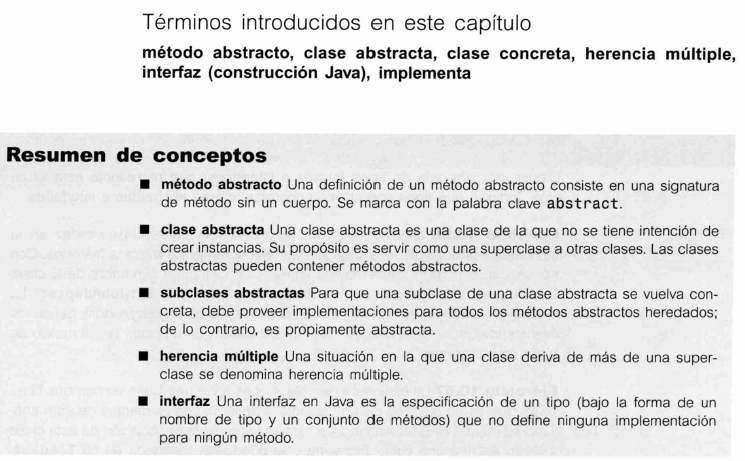 Términos introducidos en este capítulo
método abstracto, clase abstracta, clase concreta, herencia múltiple,
interfaz (construcción Java), implementa
Resumen de conceptos
■ método abstracto Una definición de un método abstracto consiste en una signatura
de método sin un cuerpo. Se marca con la palabra clave abstract.
■ clase abstracta Una clase abstracta es una clase de la que no se tiene intención de
crear instancias. Su propósito es servir como una superclase a otras clases. Las clases
abstractas pueden contener métodos abstractos.
■ subclases abstractas Para que una subclase de una clase abstracta se vuelva con-
creta, debe proveer implementaciones para todos los métodos abstractos heredados;
de lo contrario, es propiamente abstracta.
■ herencia múltiple Una situación en la que una clase deriva de más de una super-
clase se denomina herencia múltiple.
■ interfaz Una interfaz en Java es la especificación de un tipo (bajo la forma de un
nombre de tipo y un conjunto de métodos) que no define ninguna implementación
para ningún método.